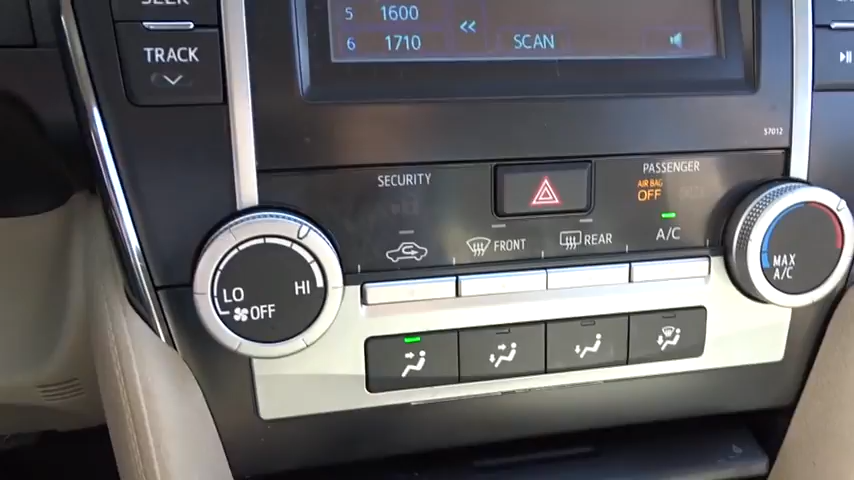 SEEK
TRACK
5 1600
6 1710
<<
SCAN
57012
SECURITY
PASSENGER
AIR BAG
OFF
FRONT
REAR
A/C
LO
HI
OFF
MAX
A/C